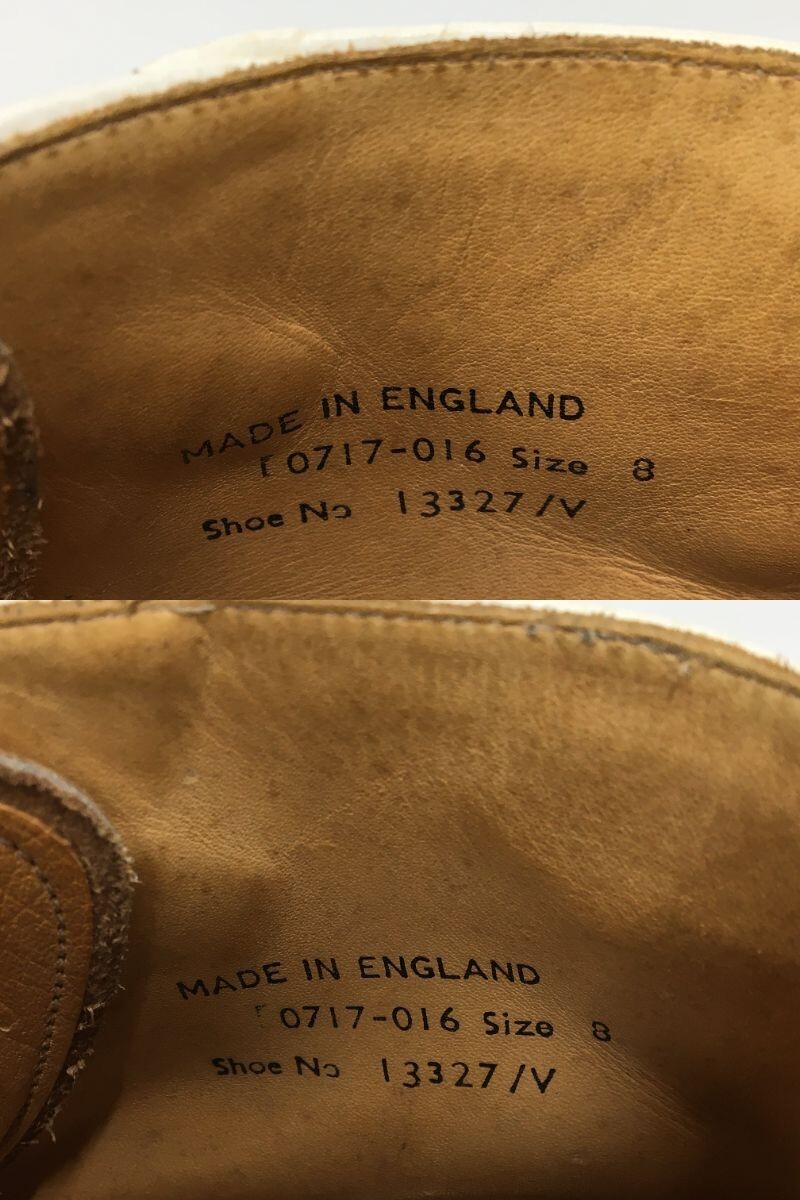 MADE IN ENGLAND
0717-016 Size 8
Shoe No 13327/V
MADE IN ENGLAND
0717-016 Size 8
Shoe No 13327/V